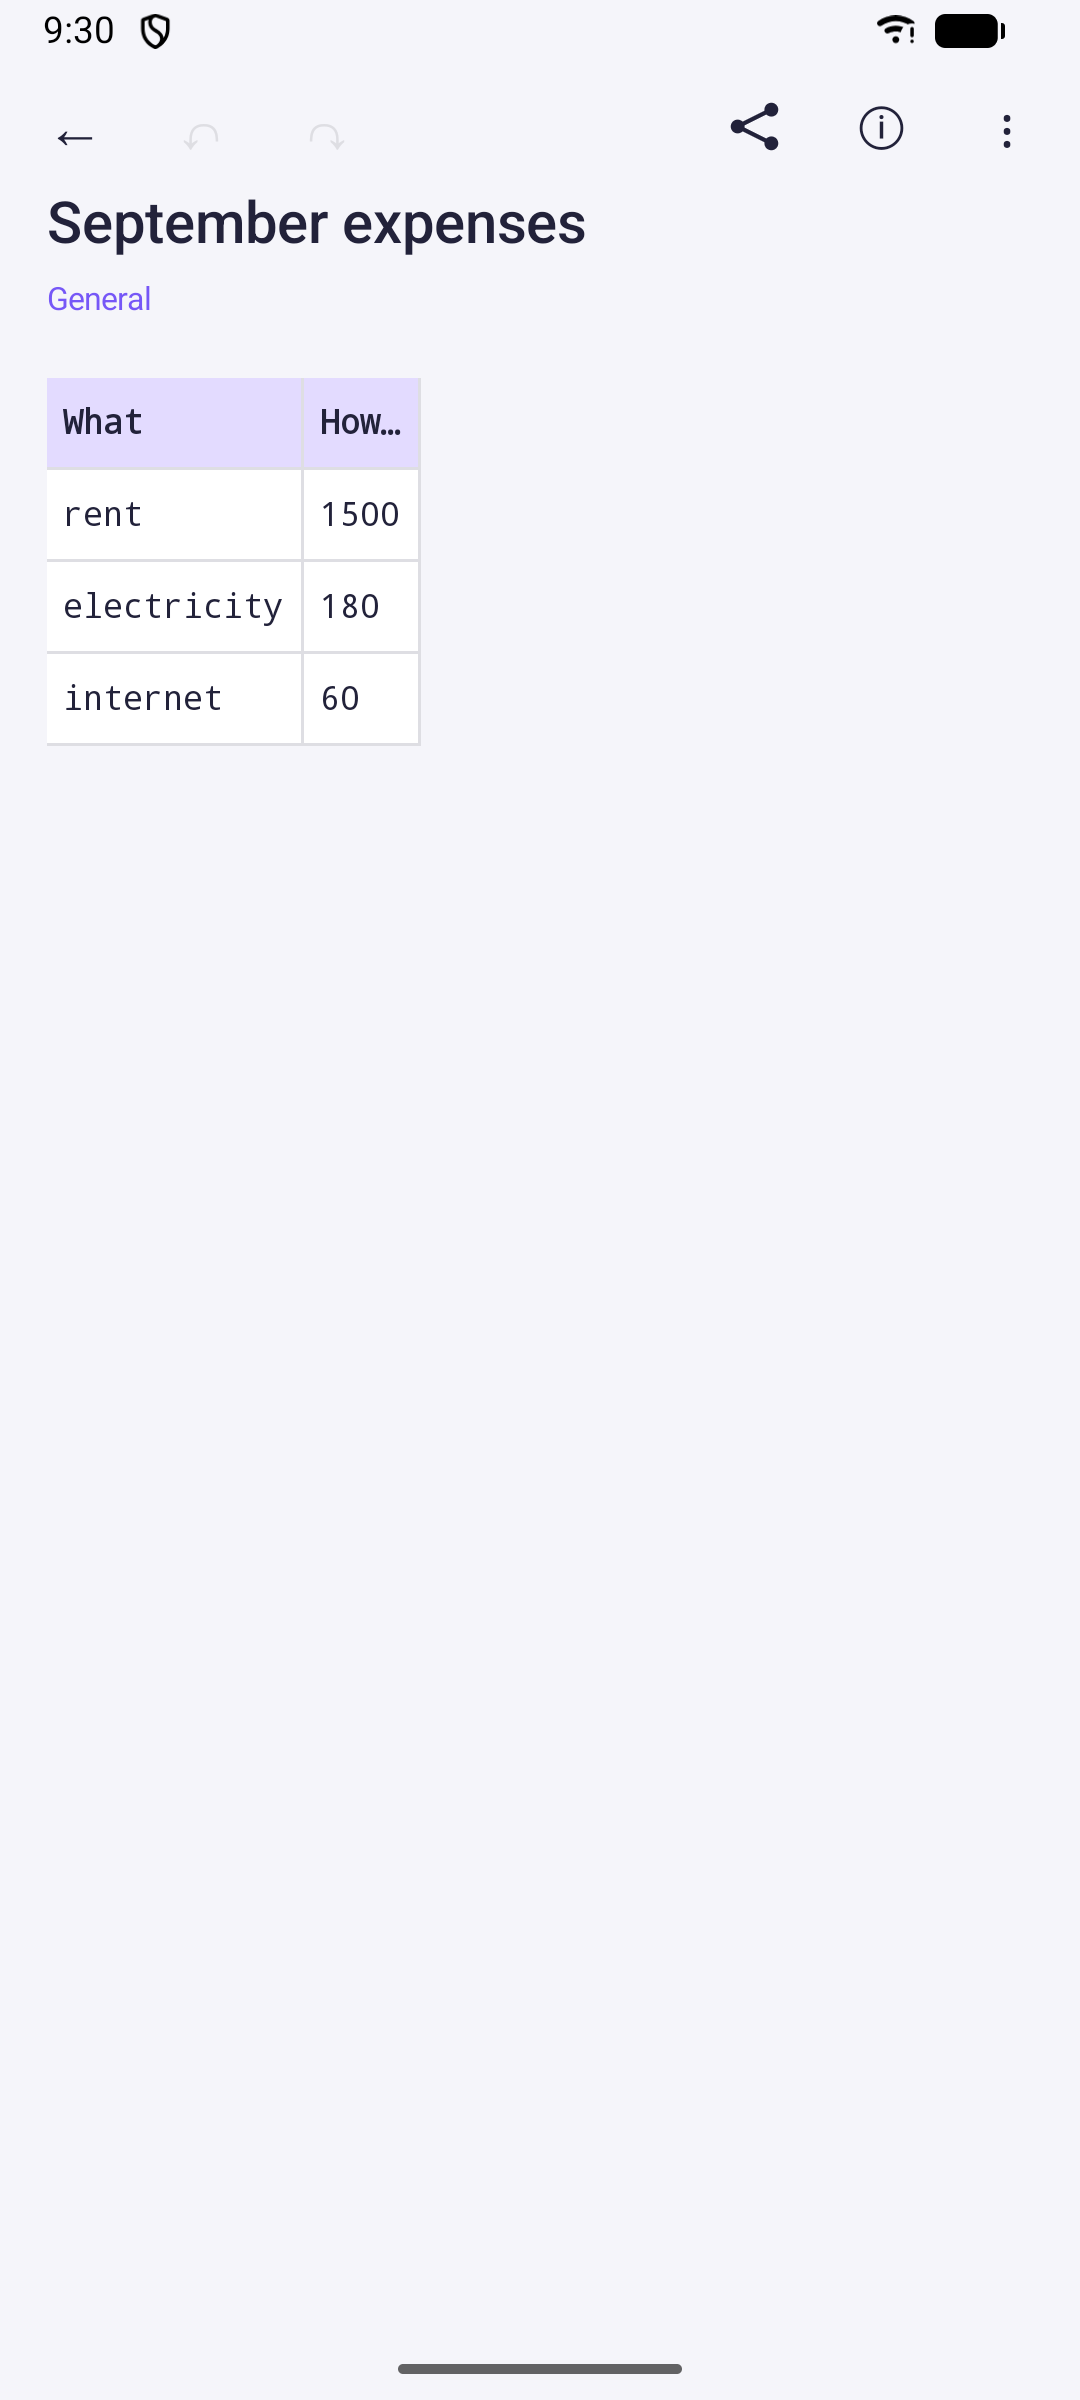 9:30
September expenses
General
What How…
rent 1500
electricity 180
internet 60